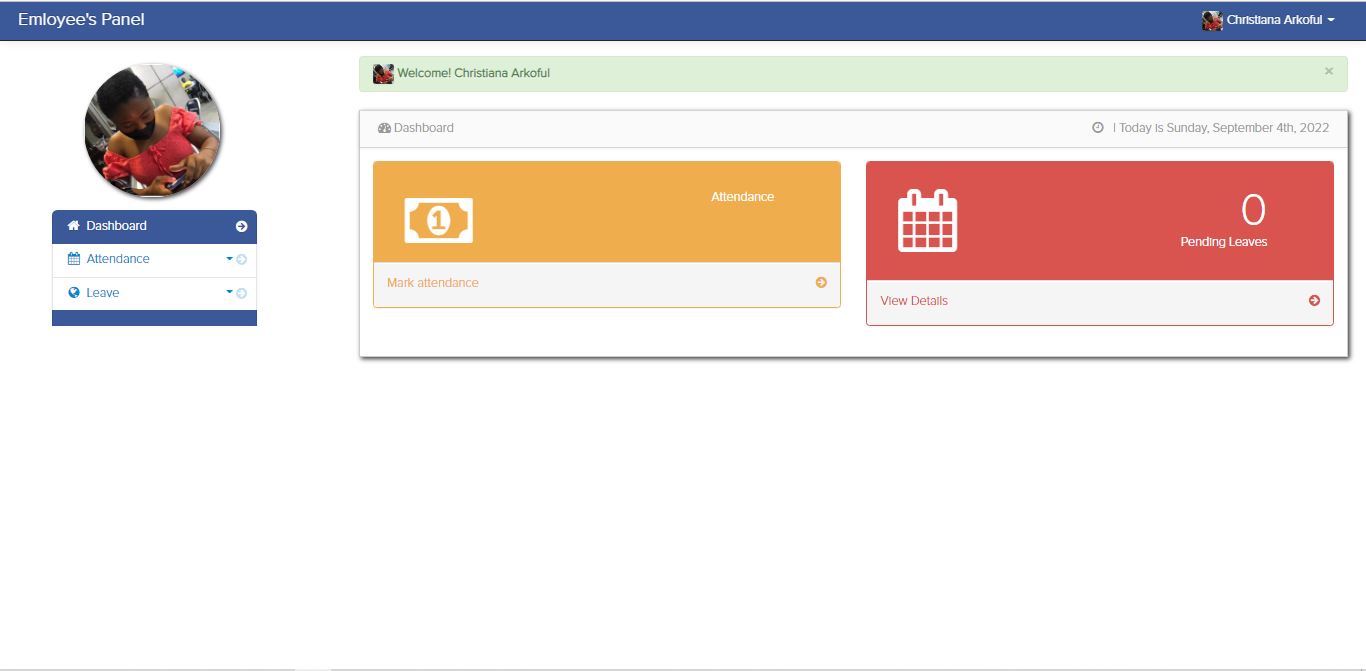 Emloyee's Panel
Christiana Arkoful
Welcome! Christiana Arkoful
×
Dashboard
| Today is Sunday, September 4th, 2022
Dashboard
Attendance
Leave
1
Attendance
Mark attendance
0
Pending Leaves
View Details